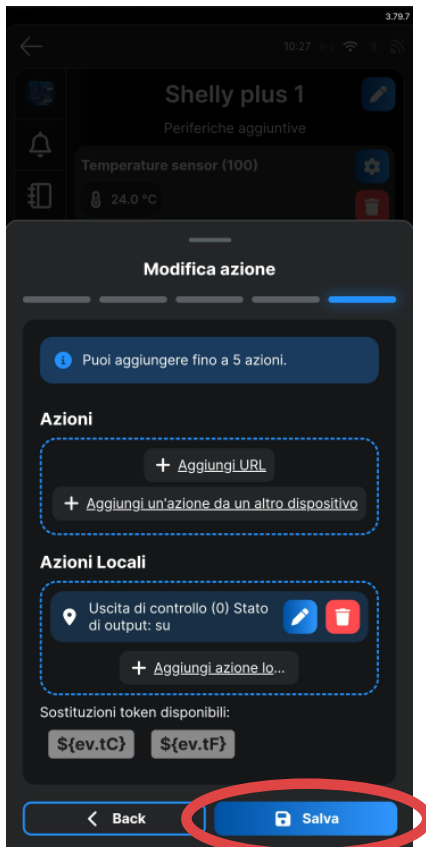 3.79.7
10:27
Shelly plus 1
Periferiche aggiuntive
Temperature sensor (100)
24.0 °C
Modifica azione
Puoi aggiungere fino a 5 azioni.
Azioni
+ Aggiungi URL
+ Aggiungi un'azione da un altro dispositivo
Azioni Locali
Uscita di controllo (0) Stato
di output: su
+ Aggiungi azione lo...
Sostituzioni token disponibili:
${ev.tC} ${ev.tF}
Back Salva